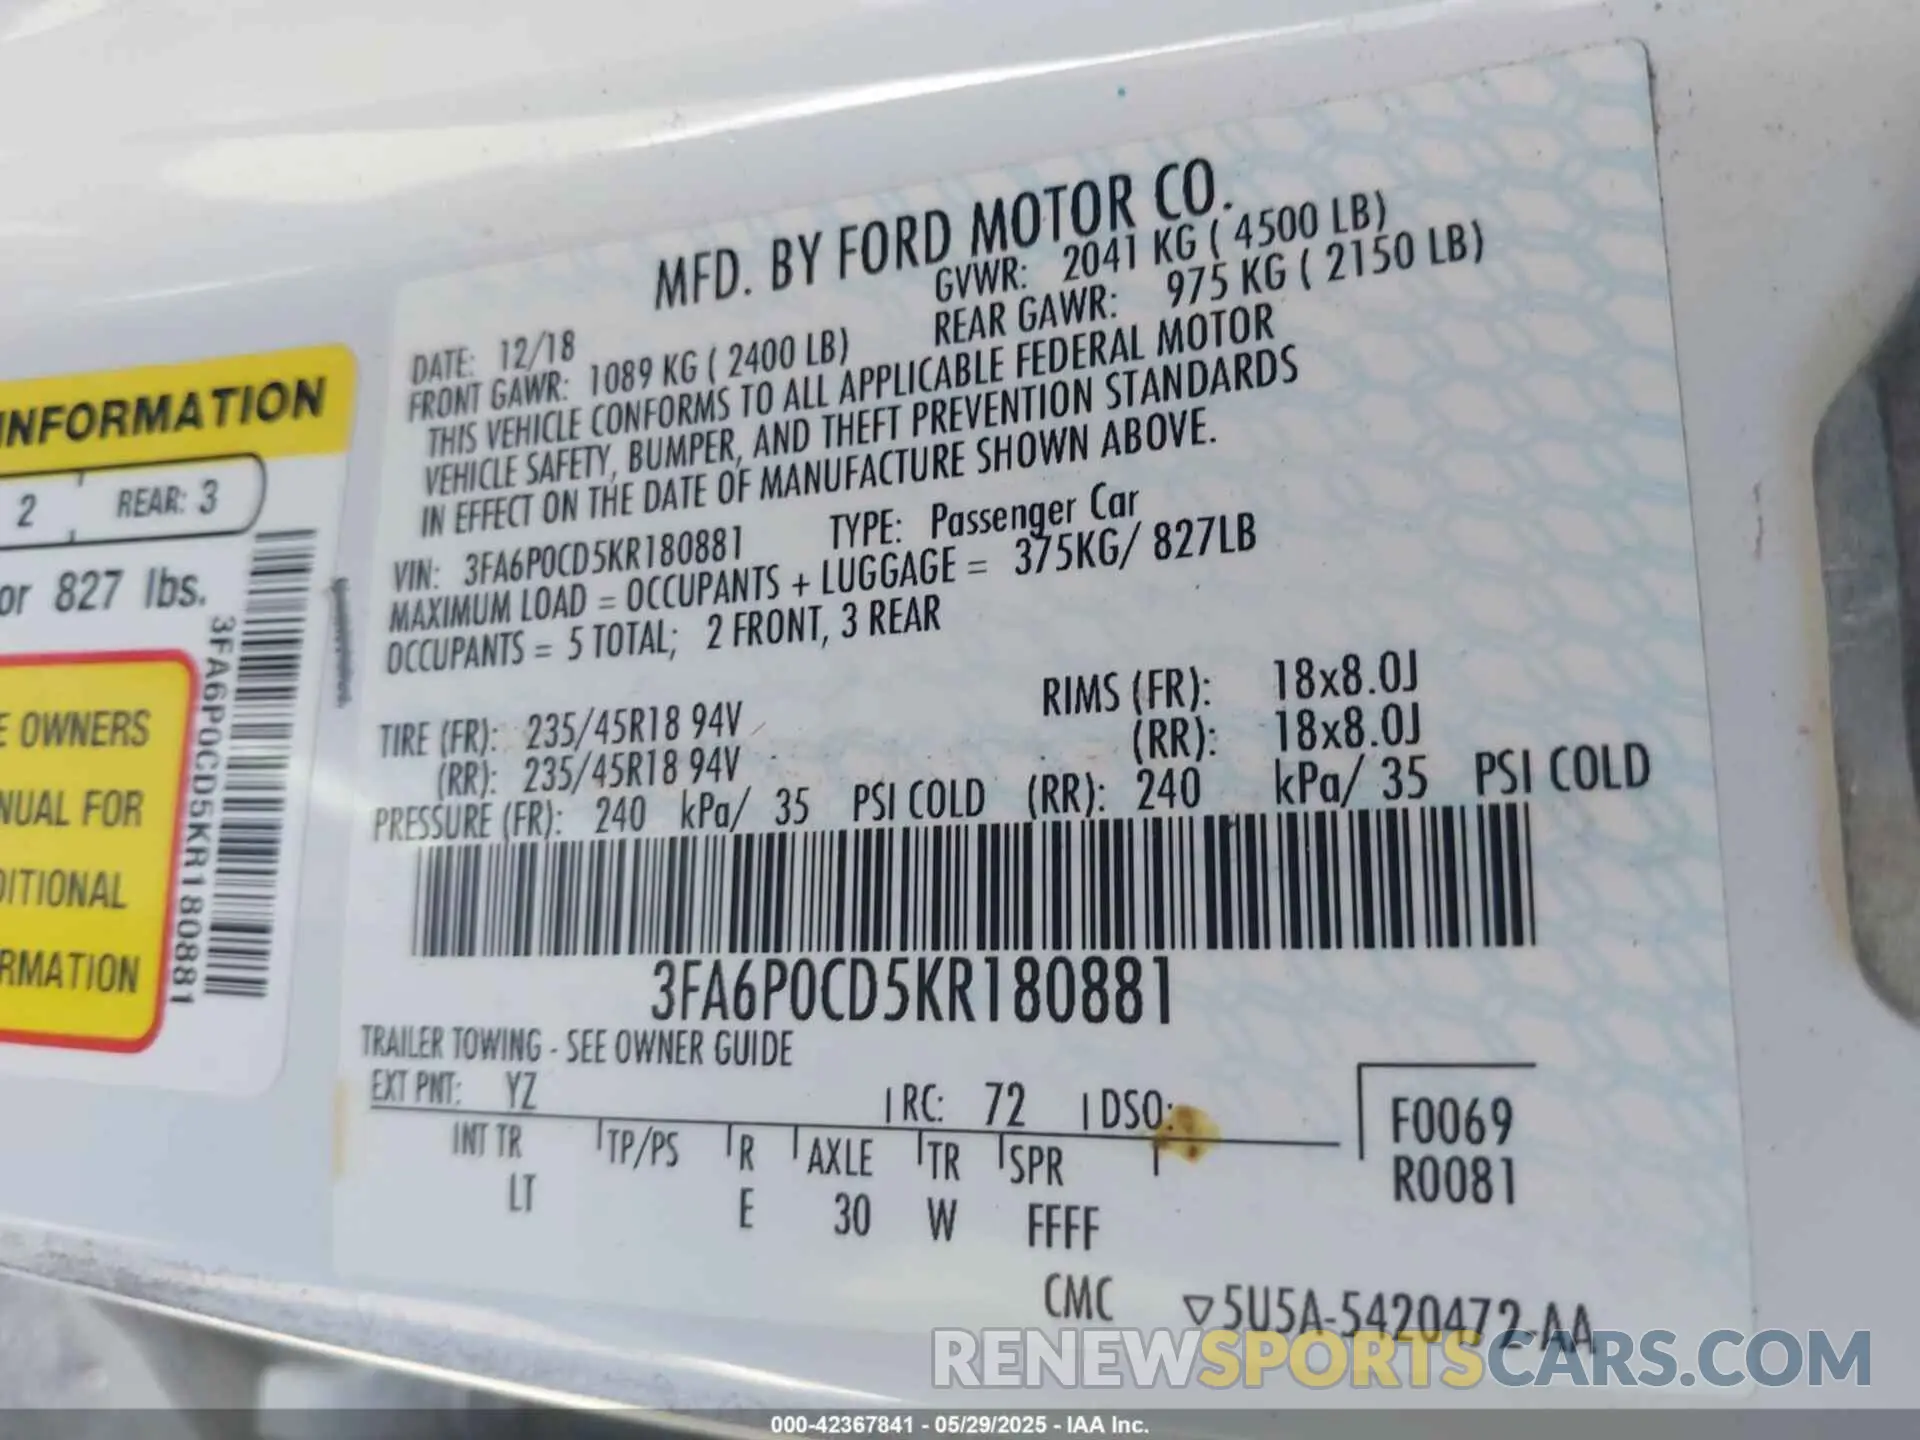 MFD. BY FORD MOTOR CO.
DATE: 12/18 GVWR: 2041 KG ( 4500 LB)
FRONT GAWR: 1089 KG ( 2400 LB) REAR GAWR: 975 KG ( 2150 LB)
THIS VEHICLE CONFORMS TO ALL APPLICABLE FEDERAL MOTOR
VEHICLE SAFETY, BUMPER, AND THEFT PREVENTION STANDARDS
IN EFFECT ON THE DATE OF MANUFACTURE SHOWN ABOVE.
VIN: 3FA6P0CD5KR180881 TYPE: Passenger Car
MAXIMUM LOAD = OCCUPANTS + LUGGAGE = 375KG/ 827LB
OCCUPANTS = 5 TOTAL; 2 FRONT, 3 REAR
TIRE (FR): 235/45R18 94V RIMS (FR): 18x8.0J
(RR): 235/45R18 94V (RR): 18x8.0J
PRESSURE (FR): 240 kPa/ 35 PSI COLD (RR): 240 kPa/ 35 PSI COLD
3FA6P0CD5KR180881
TRAILER TOWING - SEE OWNER GUIDE
EXT PNT: YZ RC: 72 DSO:
F0069
R0081
INT TR TP/PS R AXLE TR SPR
LT E 30 W FFFF
CMC ▽5U5A-5420472-AA
INFORMATION
2 REAR: 3
or 827 lbs.
E OWNERS
NUAL FOR
DITIONAL
RMATION
3FA6P0CD5KR180881
RENEWSPORTSCARS.COM
000-42367841 - 05/29/2025 - IAA Inc.